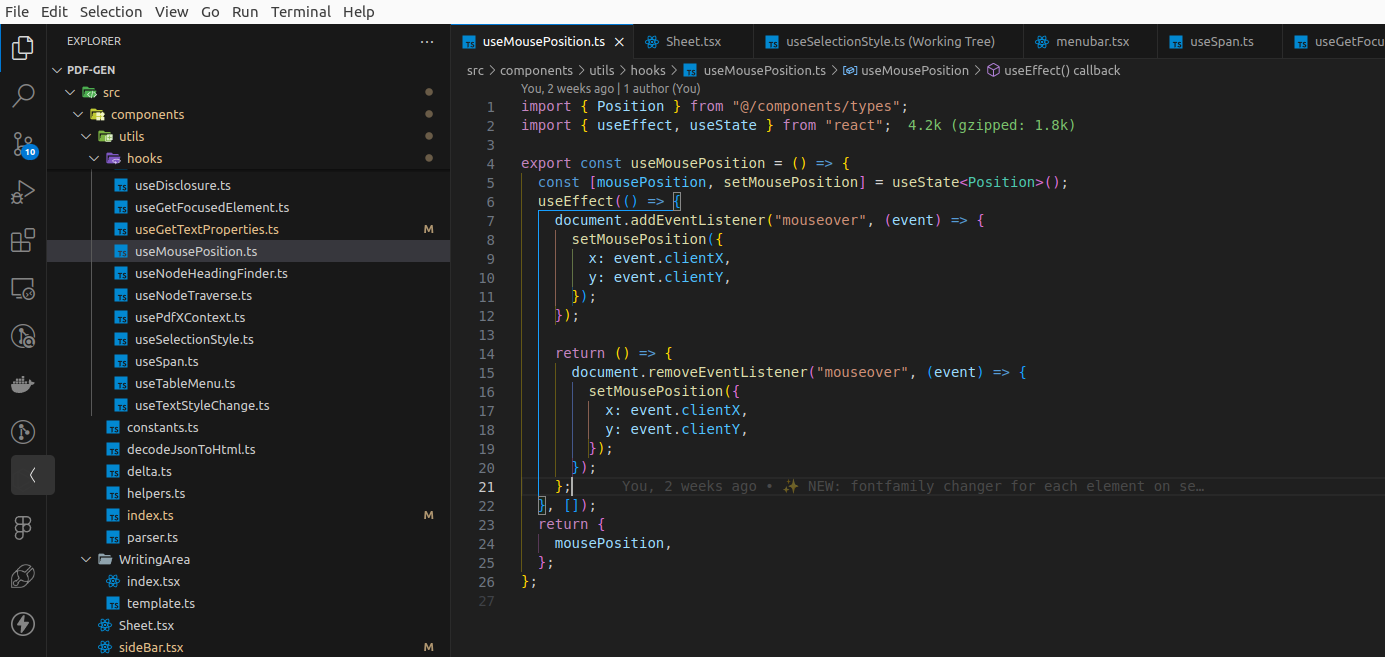 File Edit Selection View Go Run Terminal Help
EXPLORER ...
useMousePosition.ts Sheet.tsx useSelectionStyle.ts (Working Tree) menubar.tsx useSpan.ts useGetFocu
PDF-GEN
src
components
utils
hooks
useDisclosure.ts
useGetFocusedElement.ts
useGetTextProperties.ts M
useMousePosition.ts
useNodeHeadingFinder.ts
useNodeTraverse.ts
usePdfXContext.ts
useSelectionStyle.ts
useSpan.ts
useTableMenu.ts
useTextStyleChange.ts
constants.ts
decodeJsonToHtml.ts
delta.ts
helpers.ts
index.ts M
parser.ts
WritingArea
index.tsx
template.ts
Sheet.tsx
sideBar.tsx M
10
src > components > utils > hooks > useMousePosition.ts > useMousePosition > useEffect() callback
You, 2 weeks ago | 1 author (You)
1 import { Position } from "@/components/types";
2 import { useEffect, useState } from "react"; 4.2k (gzipped: 1.8k)
3
4 export const useMousePosition = () => {
5 const [mousePosition, setMousePosition] = useState<Position>();
6 useEffect(() => {
7 document.addEventListener("mouseover", (event) => {
8 setMousePosition({
9 x: event.clientX,
10 y: event.clientY,
11 });
12 });
13
14 return () => {
15 document.removeEventListener("mouseover", (event) => {
16 setMousePosition({
17 x: event.clientX,
18 y: event.clientY,
19 });
20 });
21 }; You, 2 weeks ago • ✨ NEW: fontfamily changer for each element on se…
22 }, []);
23 return {
24 mousePosition,
25 };
26 };
27